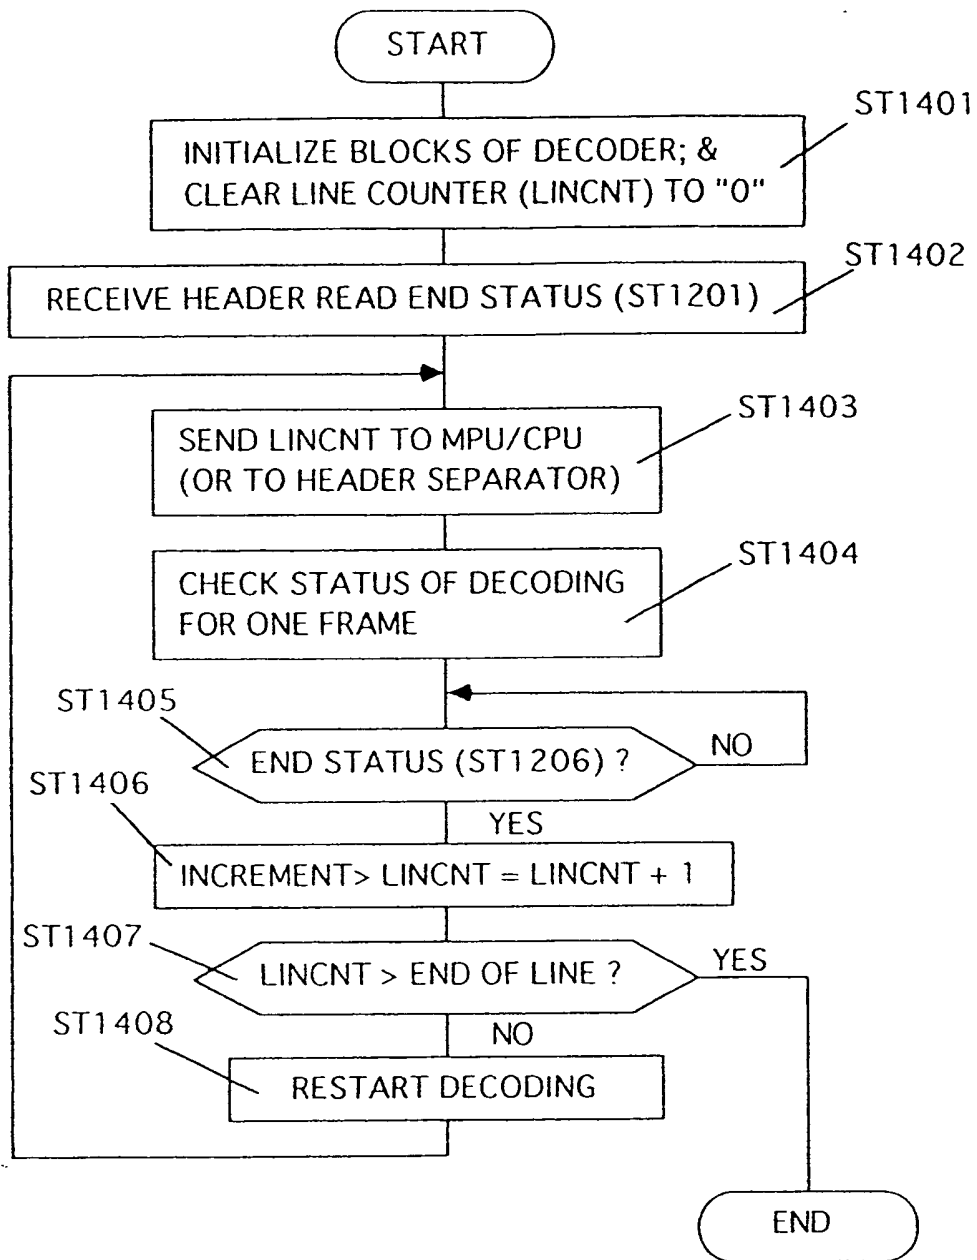 START
ST1401
INITIALIZE BLOCKS OF DECODER; &
CLEAR LINE COUNTER (LINCNT) TO "0"
ST1402
RECEIVE HEADER READ END STATUS (ST1201)
ST1403
SEND LINCNT TO MPU/CPU
(OR TO HEADER SEPARATOR)
ST1404
CHECK STATUS OF DECODING
FOR ONE FRAME
ST1405
END STATUS (ST1206) ?
NO
ST1406
YES
INCREMENT> LINCNT = LINCNT + 1
ST1407
LINCNT > END OF LINE ?
YES
ST1408
NO
RESTART DECODING
END